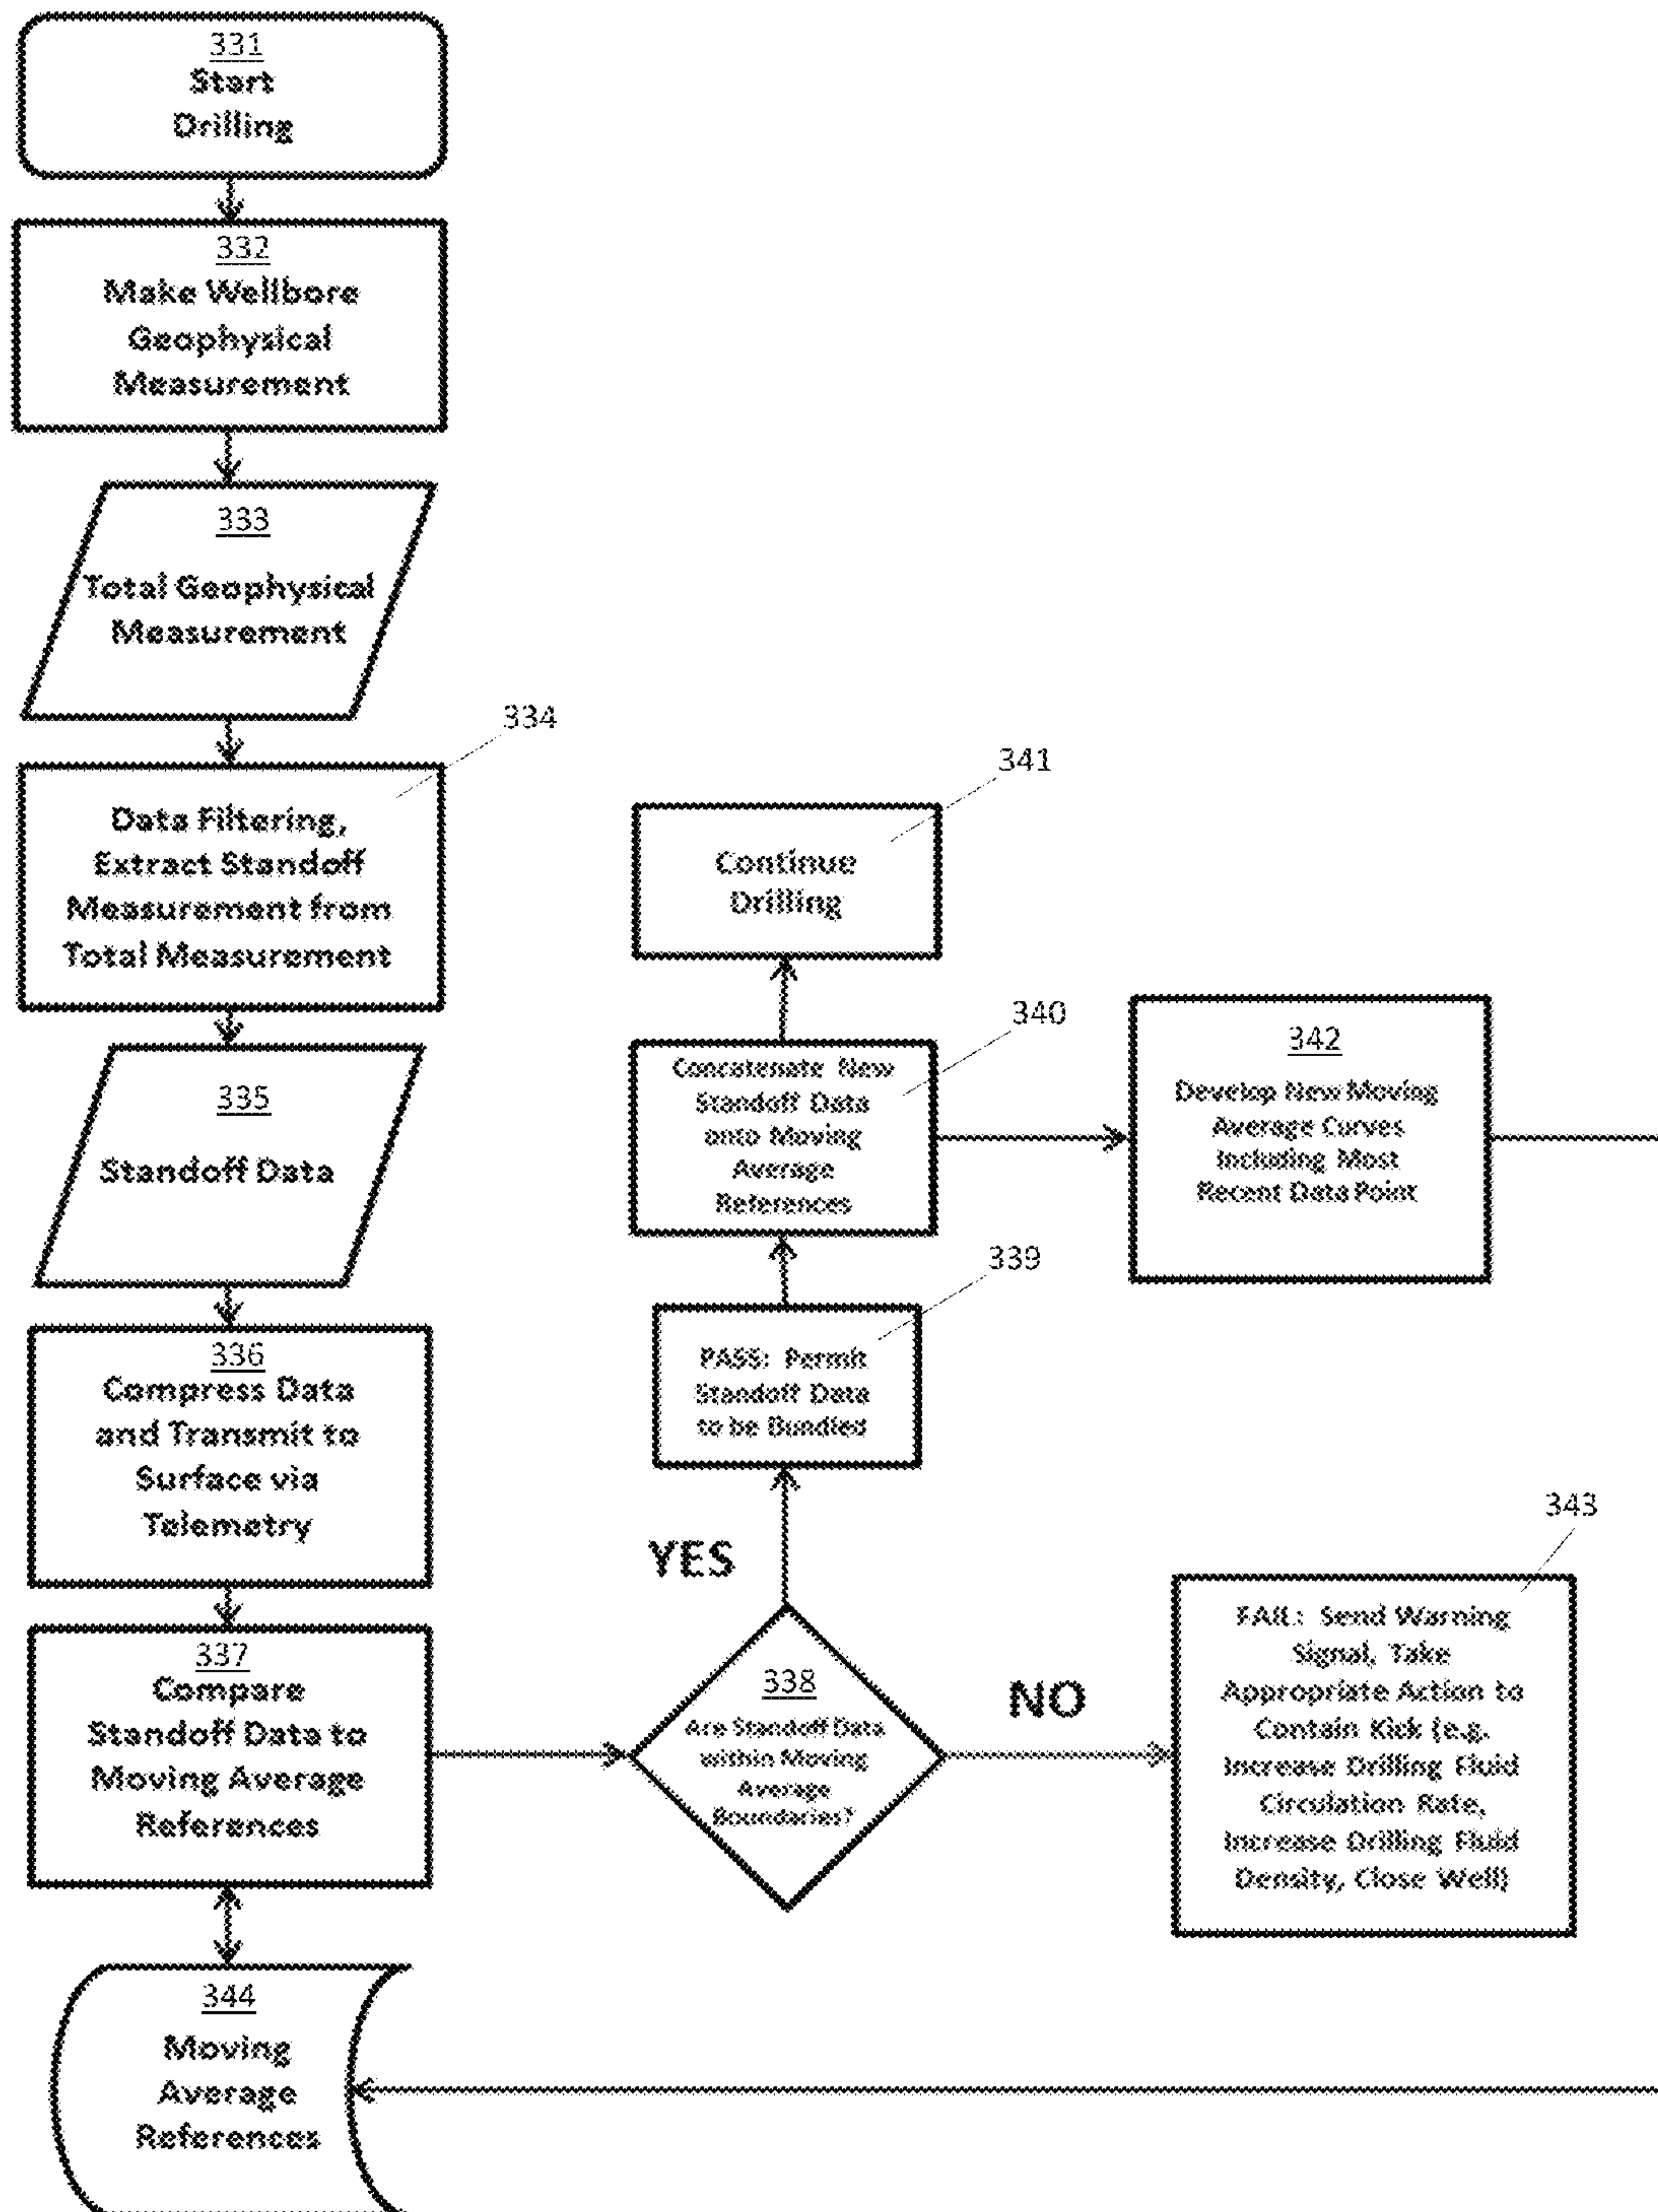 331
Start
Drilling
332
Make Wellbore
Geophysical
Measurement
333
Total Geophysical
Measurement
334
Data Filtering,
Extract Standoff
Measurement from
Total Measurement
335
Standoff Data
336
Compress Data
and Transmit to
Surface via
Telemetry
337
Compare
Standoff Data to
Moving Average
References
344
Moving
Average
References
338
Are Standoff Data
within Moving
Average
Boundaries?
YES
339
PASS: Permit
Standoff Data
to be Bundled
340
Concatenate New
Standoff Data
onto Moving
Average
References
341
Continue
Drilling
342
Develop New Moving
Average Curves
Including Most
Recent Data Point
NO
343
FAIL: Send Warning
Signal, Take
Appropriate Action to
Contain Kick (e.g.
Increase Drilling Fluid
Circulation Rate,
Increase Drilling Fluid
Density, Close Well)